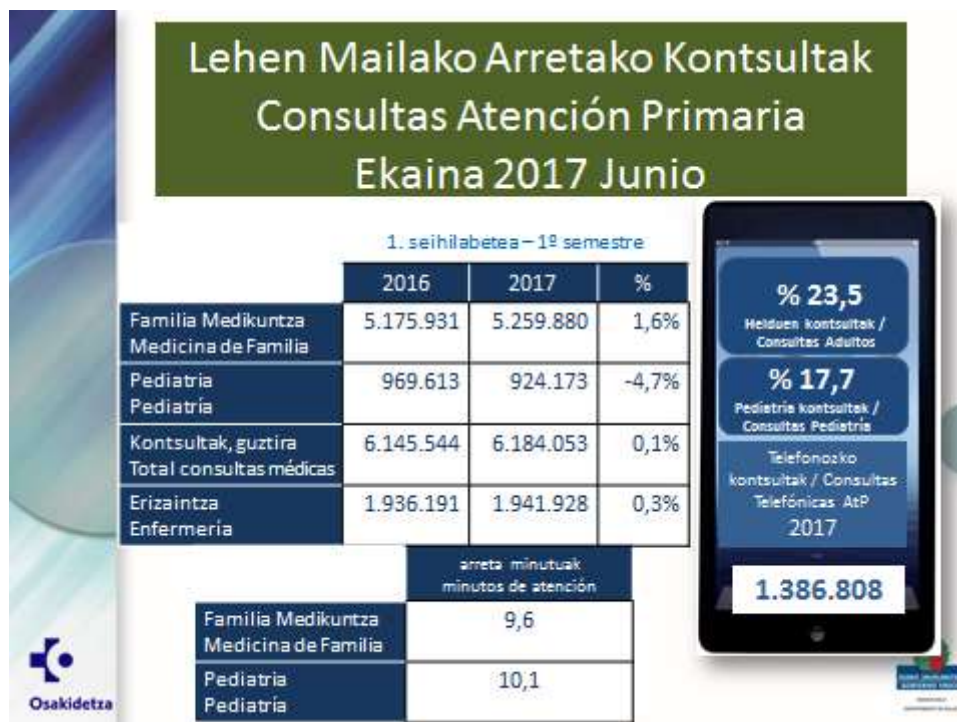 Lehen Mailako Arretako Kontsultak
Consultas Atención Primaria
Ekaina 2017 Junio
1. seihilabetea – 1º semestre
2016 2017 %
Familia Medikuntza
Medicina de Familia
5.175.931 5.259.880 1,6%
Pediatria
Pediatría
969.613 924.173 -4,7%
Kontsultak, guztira
Total consultas médicas
6.145.544 6.184.053 0,1%
Erizaintza
Enfermería
1.936.191 1.941.928 0,3%
arreta minutuak
minutos de atención
Familia Medikuntza
Medicina de Familia
9,6
Pediatria
Pediatría
10,1
% 23,5
Helduen kontsultak /
Consultas Adultos
% 17,7
Pediatria kontsultak /
Consultas Pediatría
Telefonozko
kontsultak / Consultas
Telefónicas AtP
2017
1.386.808
Osakidetza